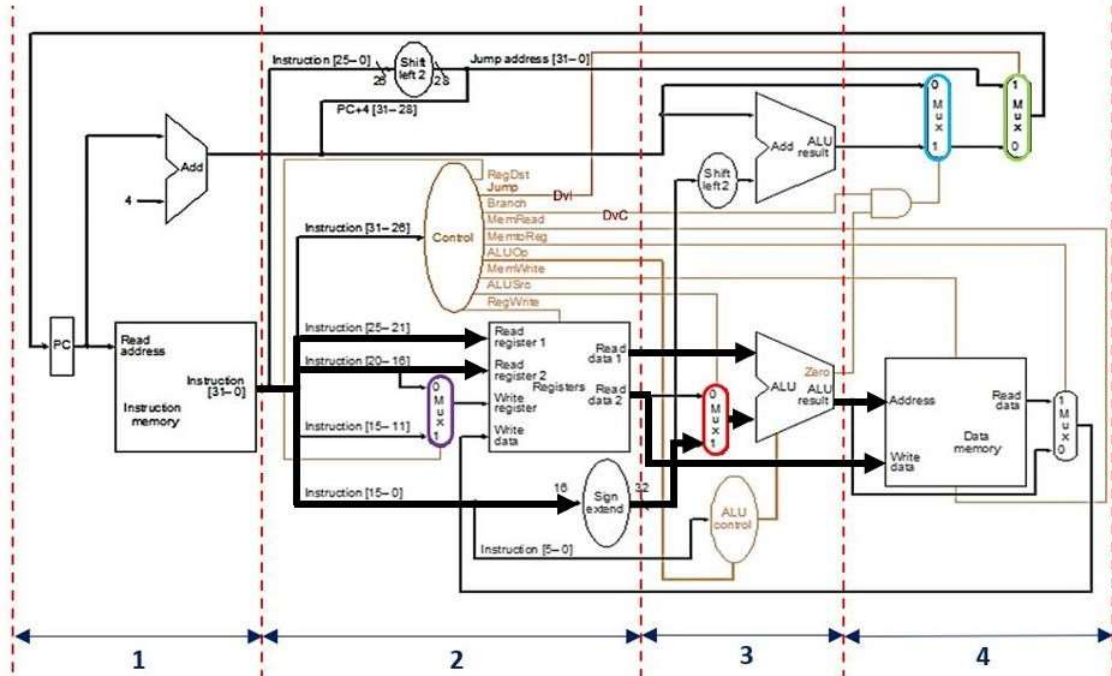 Instruction [25–0]
26
Shift
left 2
28
Jump address [31–0]
PC+4 [31–28]
0
M
u
x
1
1
M
u
x
0
Add
4
Add
ALU
result
Shift
left 2
RegDst
Jump
Branch
MemRead
MemtoReg
ALUOp
MemWrite
ALUSrc
RegWrite
DvI
DvC
Control
Instruction [31–26]
PC
Read
address
Instruction
[31–0]
Instruction
memory
Instruction [25–21]
Instruction [20–16]
Instruction [15–11]
Instruction [15–0]
0
M
u
x
1
Read
register 1
Read
register 2
Write
register
Write
data
Registers
Read
data 1
Read
data 2
16
Sign
extend
32
Instruction [5–0]
0
M
u
x
1
Zero
ALU
ALU
result
ALU
control
Address
Write
data
Read
data
Data
memory
1
M
u
x
0
1
2
3
4